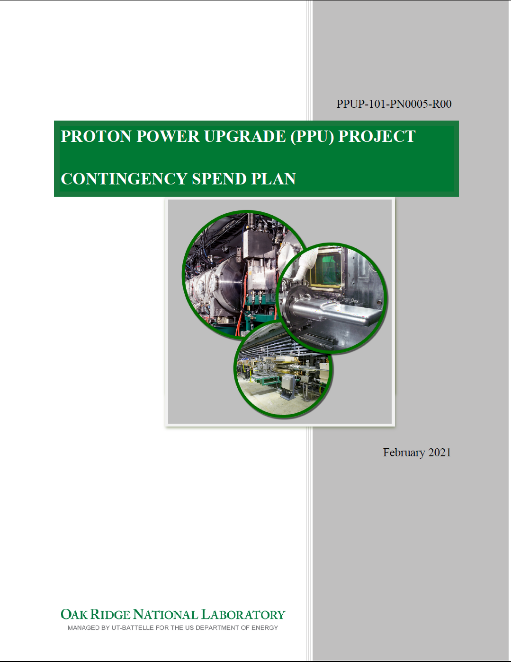 PPUP-101-PN0005-R00
PROTON POWER UPGRADE (PPU) PROJECT
CONTINGENCY SPEND PLAN
February 2021
OAK RIDGE NATIONAL LABORATORY
MANAGED BY UT-BATTELLE FOR THE US DEPARTMENT OF ENERGY